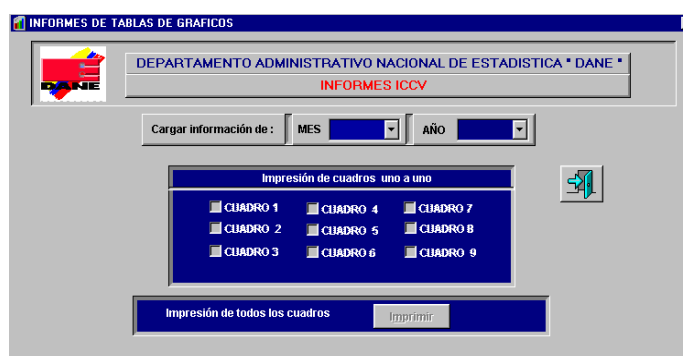 INFORMES DE TABLAS DE GRAFICOS
DANE
DEPARTAMENTO ADMINISTRATIVO NACIONAL DE ESTADISTICA " DANE "
INFORMES ICCV
Cargar información de : MES AÑO
Impresión de cuadros uno a uno
CUADRO 1 CUADRO 4 CUADRO 7
CUADRO 2 CUADRO 5 CUADRO 8
CUADRO 3 CUADRO 6 CUADRO 9
Impresión de todos los cuadros Imprimir